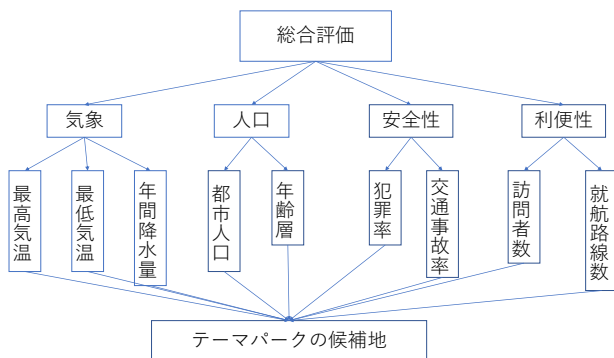 総合評価
気象
人口
安全性
利便性
最高気温
最低気温
年間降水量
都市人口
年齢層
犯罪率
交通事故率
訪問者数
就航路線数
テーマパークの候補地